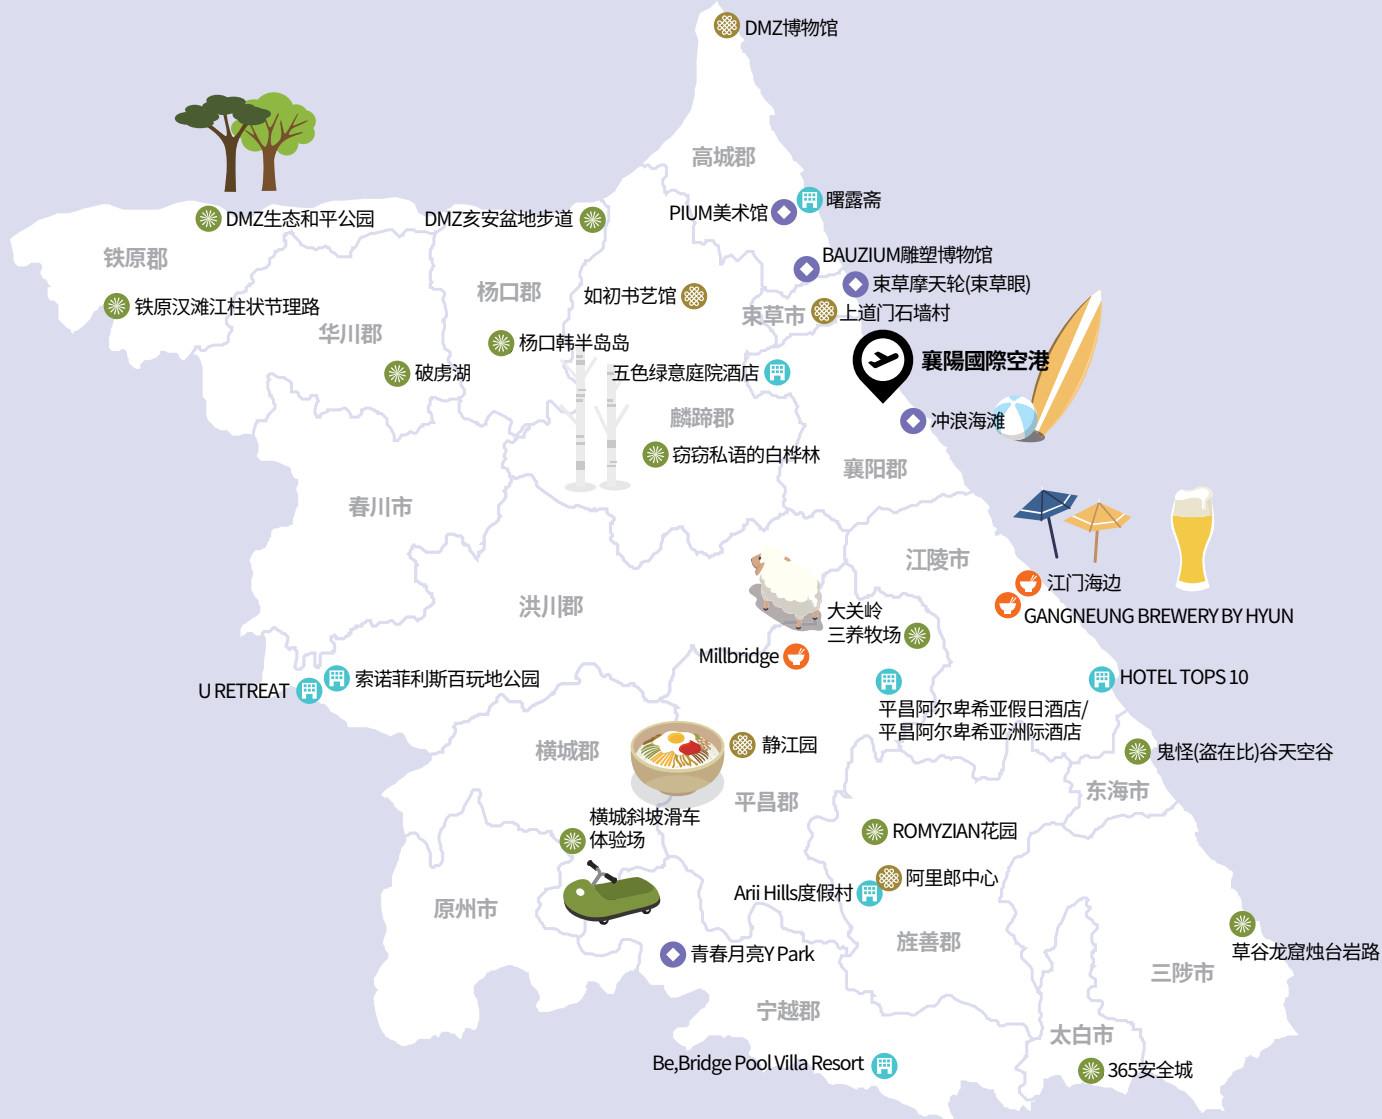 DMZ博物馆
高城郡
曙露斋
PIUM美术馆
DMZ生态和平公园
DMZ亥安盆地步道
铁原郡
BAUZIUM雕塑博物馆
束草摩天轮(束草眼)
杨口郡
如初书艺馆
铁原汉滩江柱状节理路
束草市
上道门石墙村
华川郡
杨口韩半岛岛
襄陽國際空港
破虏湖
五色绿意庭院酒店
麟蹄郡
冲浪海滩
窃窃私语的白桦林
襄阳郡
春川市
江陵市
江门海边
洪川郡
大关岭
三养牧场
GANGNEUNG BREWERY BY HYUN
Millbridge
索诺菲利斯百玩地公园
U RETREAT
HOTEL TOPS 10
平昌阿尔卑希亚假日酒店/
平昌阿尔卑希亚洲际酒店
横城郡
静江园
鬼怪(盗在比)谷天空谷
平昌郡
东海市
横城斜坡滑车
体验场
ROMYZIAN花园
阿里郎中心
Arii Hills度假村
原州市
旌善郡
青春月亮Y Park
草谷龙窟烛台岩路
三陟市
宁越郡
太白市
Be,Bridge Pool Villa Resort
365安全城